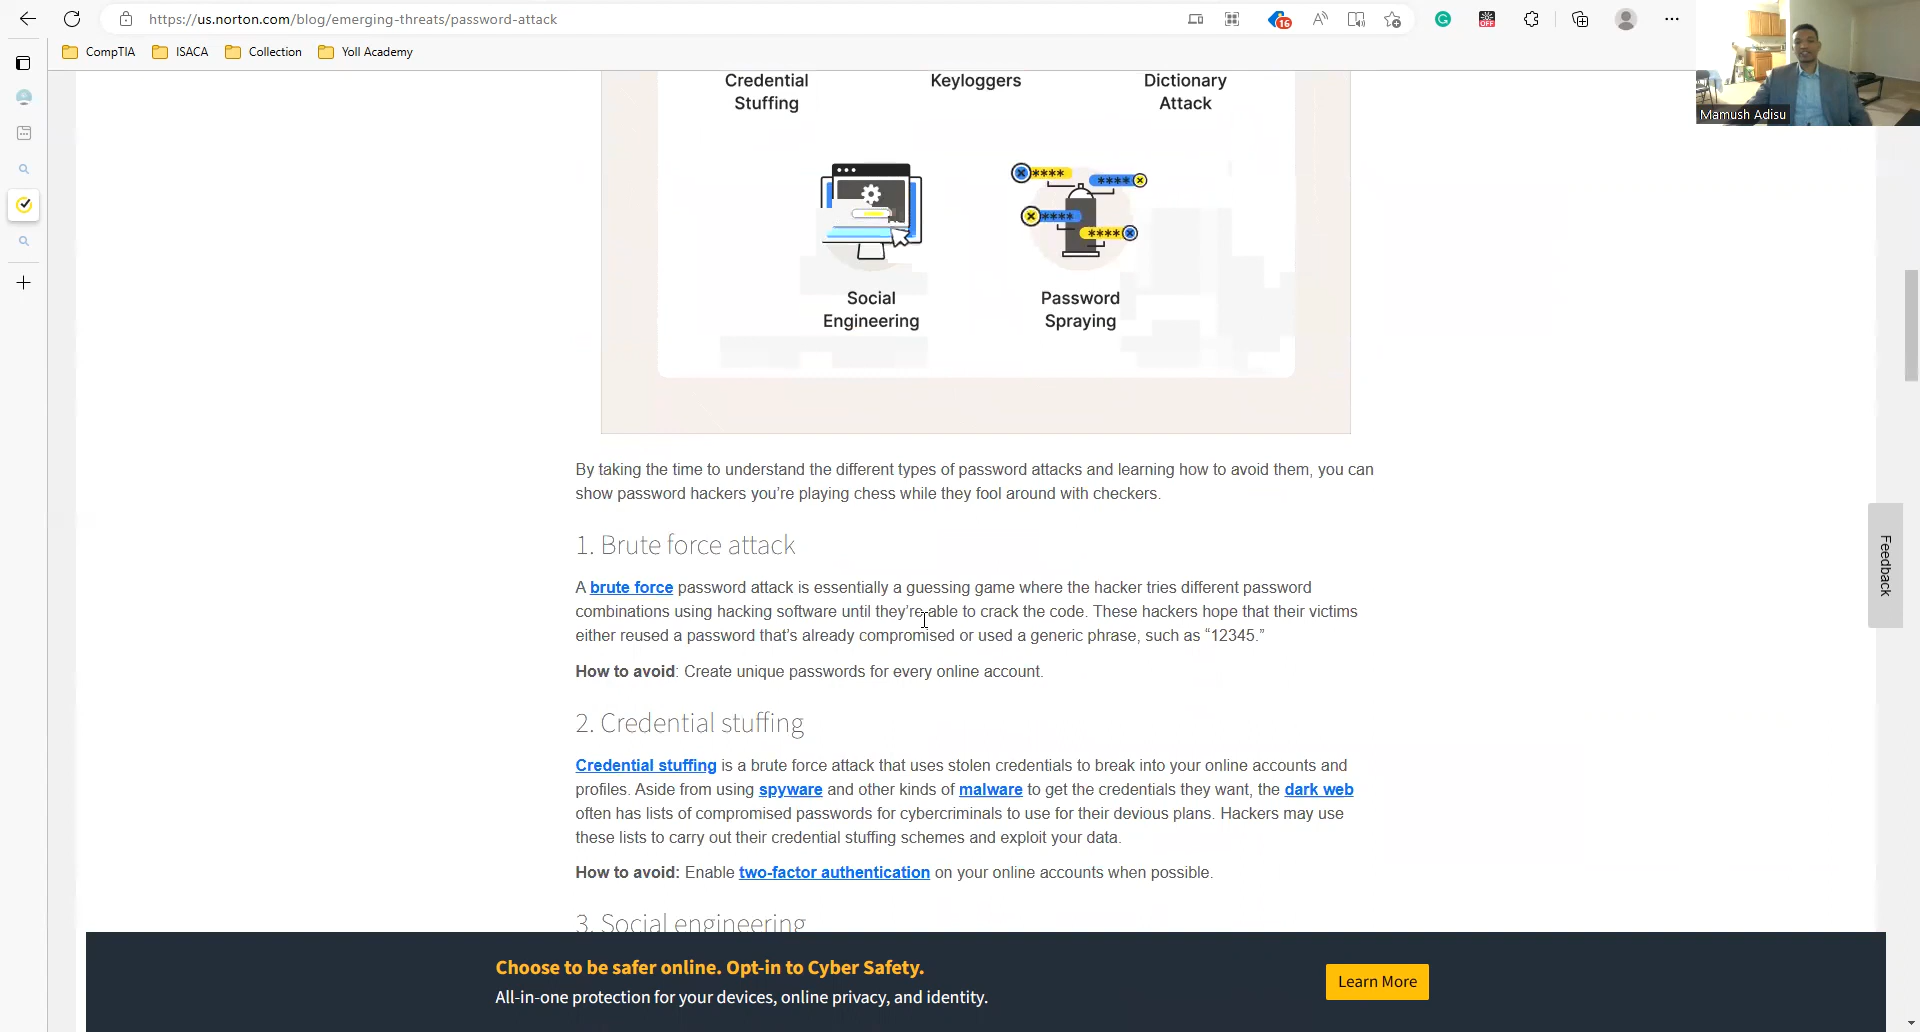 https://us.norton.com/blog/emerging-threats/password-attack
16
OFF
CompTIA ISACA Collection Yoll Academy
Mamush Adisu
Credential Keyloggers Dictionary
Stuffing Attack
****
****
****
****
Social Password
Engineering Spraying
By taking the time to understand the different types of password attacks and learning how to avoid them, you can
show password hackers you're playing chess while they fool around with checkers.
1. Brute force attack
A brute force password attack is essentially a guessing game where the hacker tries different password
combinations using hacking software until they're able to crack the code. These hackers hope that their victims
either reused a password that's already compromised or used a generic phrase, such as “12345.”
How to avoid: Create unique passwords for every online account.
2. Credential stuffing
Credential stuffing is a brute force attack that uses stolen credentials to break into your online accounts and
profiles. Aside from using spyware and other kinds of malware to get the credentials they want, the dark web
often has lists of compromised passwords for cybercriminals to use for their devious plans. Hackers may use
these lists to carry out their credential stuffing schemes and exploit your data.
How to avoid: Enable two-factor authentication on your online accounts when possible.
3. Social engineering
Feedback
Choose to be safer online. Opt-in to Cyber Safety.
All-in-one protection for your devices, online privacy, and identity.
Learn More